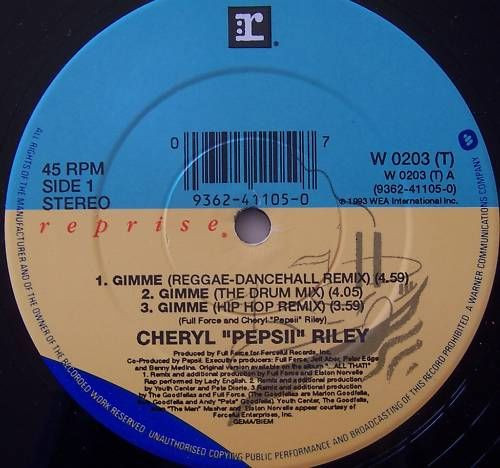 r
ALL RIGHTS OF THE MANUFACTURER AND OF THE OWNER OF THE RECORDED WORK RESERVED UNAUTHORISED COPYING PUBLIC PERFORMANCE AND BROADCASTING OF THIS RECORD PROHIBITED A WARNER COMMUNICATIONS COMPANY
0 7
9362-41105-0
45 RPM
SIDE 1
STEREO
W 0203 (T)
W 0203 (T) A
(9362-41105-0)
℗ 1993 WEA International Inc.
reprise
1. GIMME (REGGAE-DANCEHALL REMIX) (4.59)
2. GIMME (THE DRUM MIX) (4.05)
3. GIMME (HIP HOP REMIX) (3.59)
(Full Force and Cheryl "Pepsii" Riley)
CHERYL "PEPSII" RILEY
Produced by Full Force for Forceful Records, Inc.
Co-Produced by Pepsii. Executive producers: Full Force, Jeff Aber, Peter Edge
and Benny Medina. Original version available on the album "...ALL THAT!"
1. Remix and additional production by Full Force and Elston Norvelle
Rap performed by Lady English. 2. Remix and additional production
by Youth Center and Pete Diorle. 3. Remix and additional production
by The Goodfellas and Full Force. (The Goodfellas are Marlon Goodfella,
Goodfella and Andy "Pete" Goodfella). Youth Center, Goodfella,
"The Man" Masher and Elston Norvelle appear courtesy of
Forceful Enterprises, Inc.
GEMA/BIEM